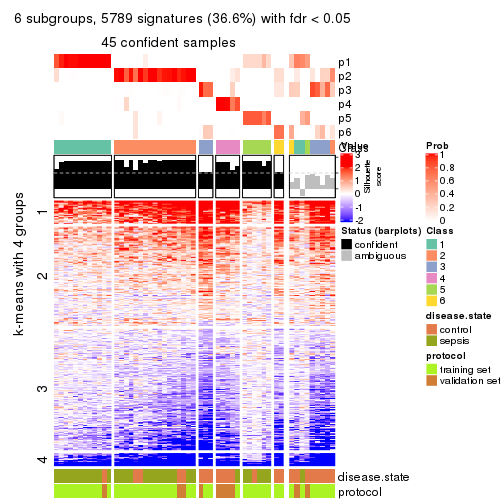 6 subgroups, 5789 signatures (36.6%) with fdr < 0.05
45 confident samples
p1
p2
p3
p4
p5
p6
Class
Value
3
2
1
0
-1
-2
Silhouette
score
Prob
1
0.8
0.6
0.4
0.2
0
Status (barplots)
confident
ambiguous
Class
1
2
3
4
5
6
disease.state
control
sepsis
protocol
training set
validation set
k-means with 4 groups
1
2
3
4
disease.state
protocol